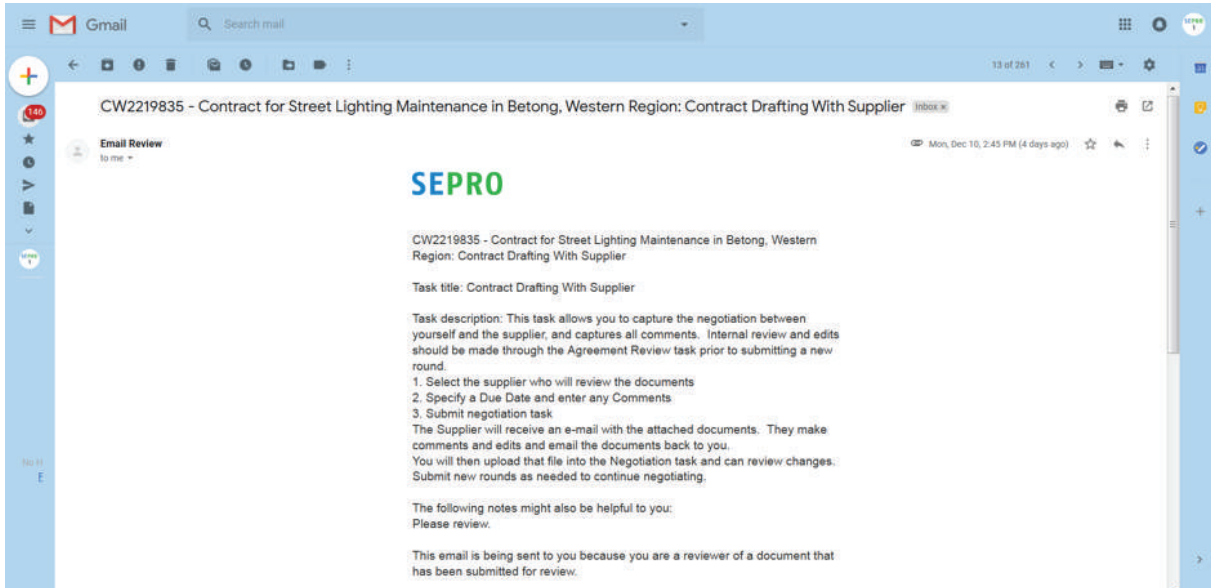 Gmail
Search mail
SEPRO
1
13 of 261
31
146
CW2219835 - Contract for Street Lighting Maintenance in Betong, Western Region: Contract Drafting With Supplier Inbox x
Email Review
Mon, Dec 10, 2:45 PM (4 days ago)
to me
SEPRO
CW2219835 - Contract for Street Lighting Maintenance in Betong, Western
Region: Contract Drafting With Supplier
Task title: Contract Drafting With Supplier
Task description: This task allows you to capture the negotiation between
yourself and the supplier, and captures all comments. Internal review and edits
should be made through the Agreement Review task prior to submitting a new
round.
1. Select the supplier who will review the documents
2. Specify a Due Date and enter any Comments
3. Submit negotiation task
The Supplier will receive an e-mail with the attached documents. They make
comments and edits and email the documents back to you.
You will then upload that file into the Negotiation task and can review changes.
Submit new rounds as needed to continue negotiating.
The following notes might also be helpful to you:
Please review.
This email is being sent to you because you are a reviewer of a document that
has been submitted for review.
SEPRO
1
No H
E